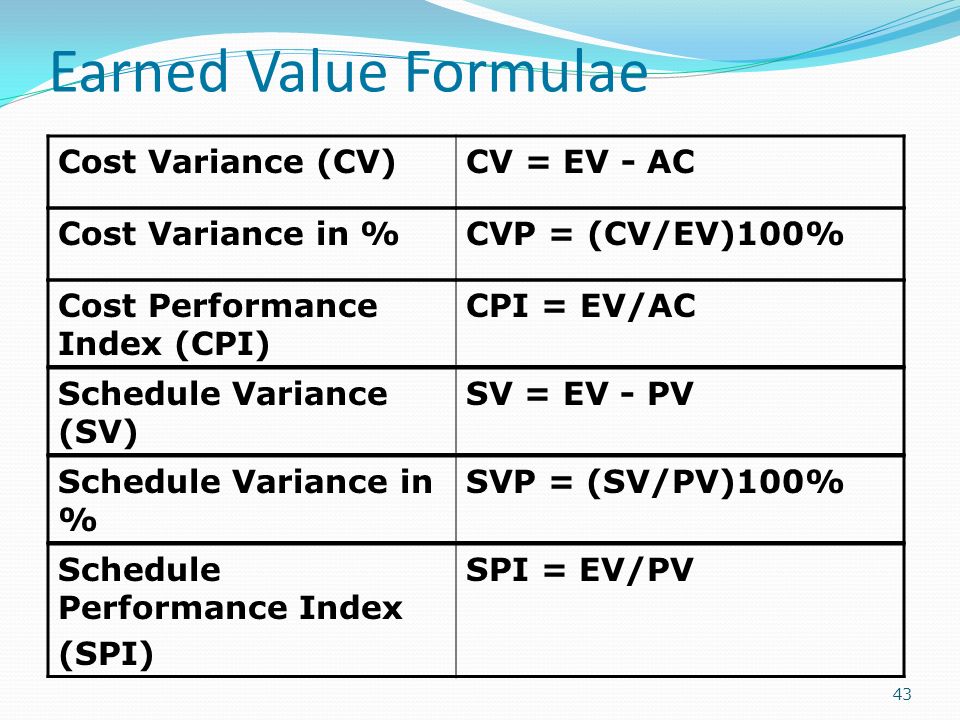 Earned Value Formulae
Cost Variance (CV)
CV = EV - AC
Cost Variance in %
CVP = (CV/EV)100%
Cost Performance
Index (CPI)
CPI = EV/AC
Schedule Variance
(SV)
SV = EV - PV
Schedule Variance in
%
SVP = (SV/PV)100%
Schedule
Performance Index
(SPI)
SPI = EV/PV
43